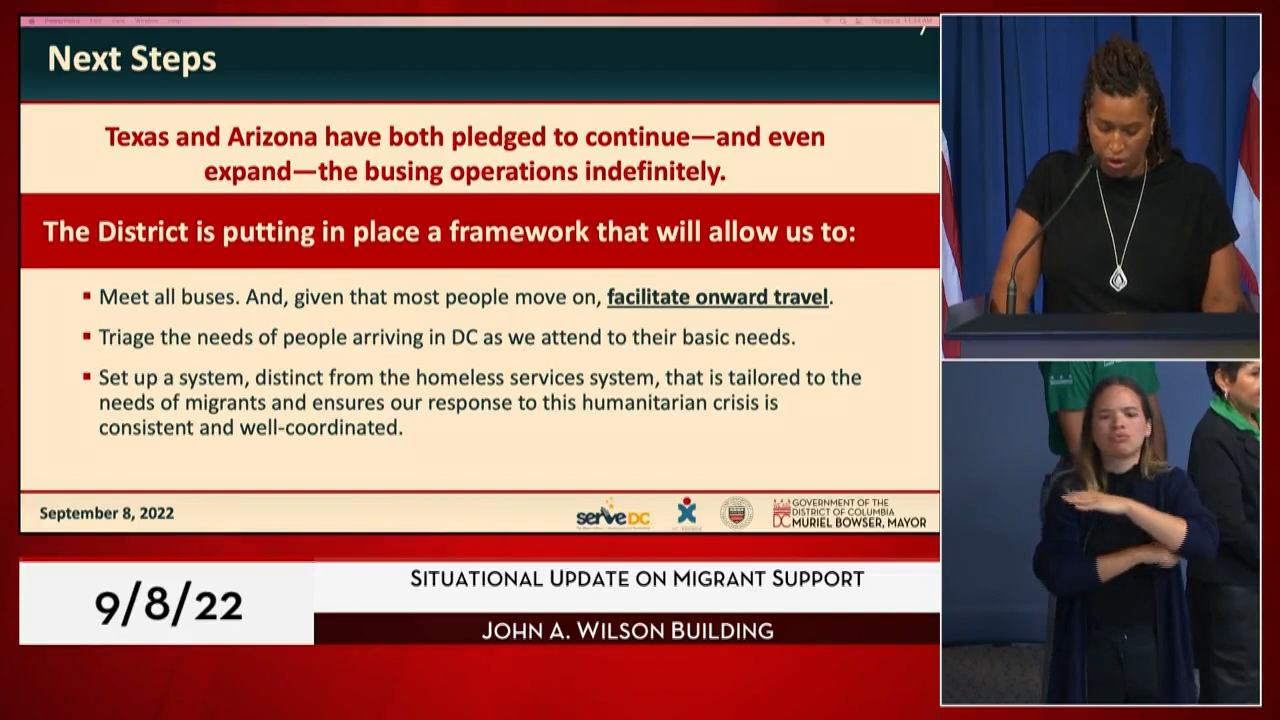 Next Steps
Texas and Arizona have both pledged to continue—and even
expand—the busing operations indefinitely.
The District is putting in place a framework that will allow us to:
▪ Meet all buses. And, given that most people move on, facilitate onward travel.
▪ Triage the needs of people arriving in DC as we attend to their basic needs.
▪ Set up a system, distinct from the homeless services system, that is tailored to the
needs of migrants and ensures our response to this humanitarian crisis is
consistent and well-coordinated.
September 8, 2022
serveDC
GOVERNMENT OF THE
DISTRICT OF COLUMBIA
DC MURIEL BOWSER, MAYOR
9/8/22
SITUATIONAL UPDATE ON MIGRANT SUPPORT
JOHN A. WILSON BUILDING